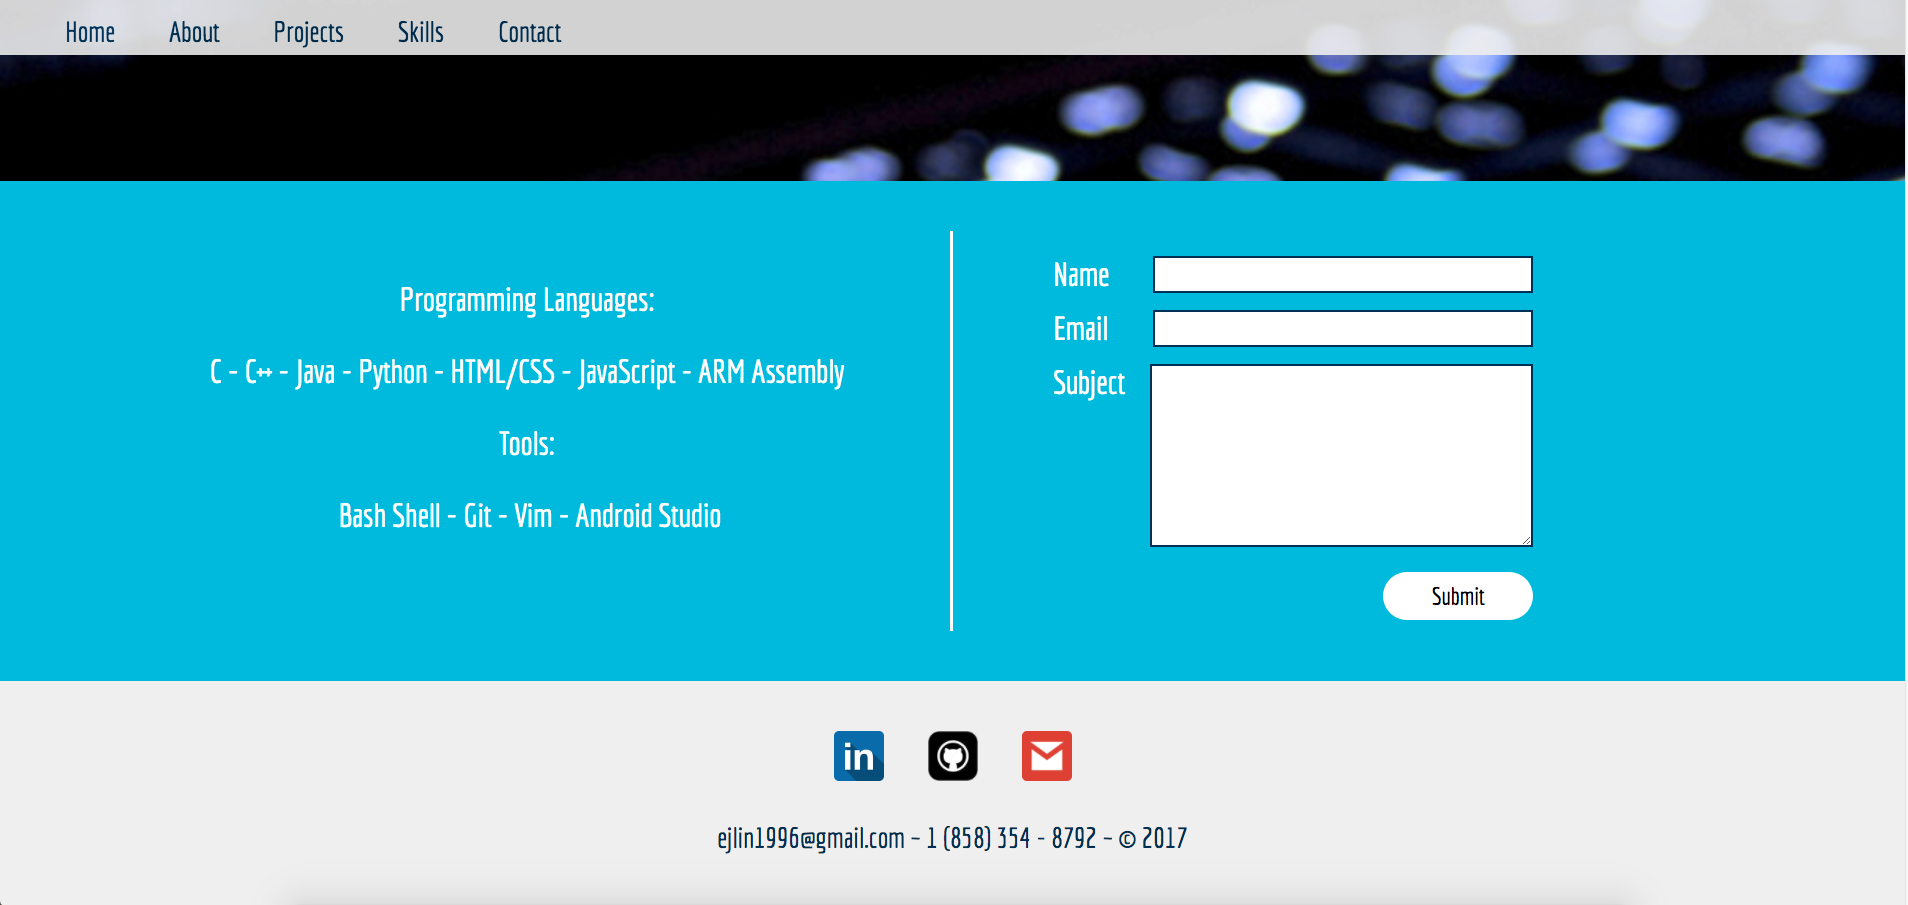 Home About Projects Skills Contact
Programming Languages:
C - C++ - Java - Python - HTML/CSS - JavaScript - ARM Assembly
Tools:
Bash Shell - Git - Vim - Android Studio
Name
Email
Subject
Submit
in
ejlin1996@gmail.com ~ 1 (858) 354 - 8792 ~ © 2017